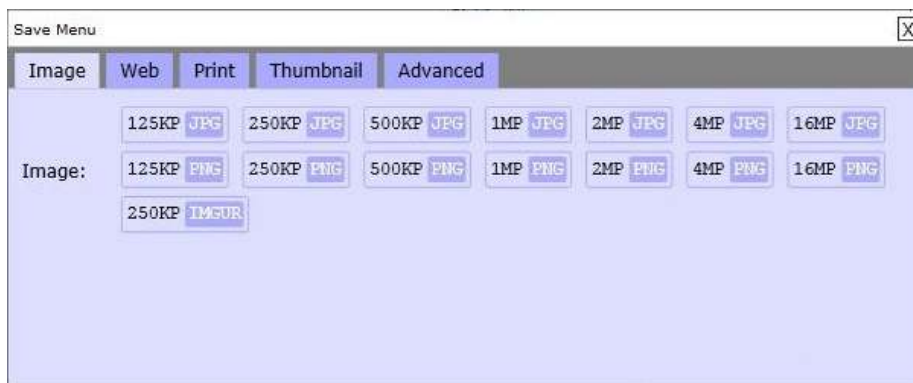 Save Menu X
Image Web Print Thumbnail Advanced
125KP JPG 250KP JPG 500KP JPG 1MP JPG 2MP JPG 4MP JPG 16MP JPG
Image: 125KP PNG 250KP PNG 500KP PNG 1MP PNG 2MP PNG 4MP PNG 16MP PNG
250KP IMGUR